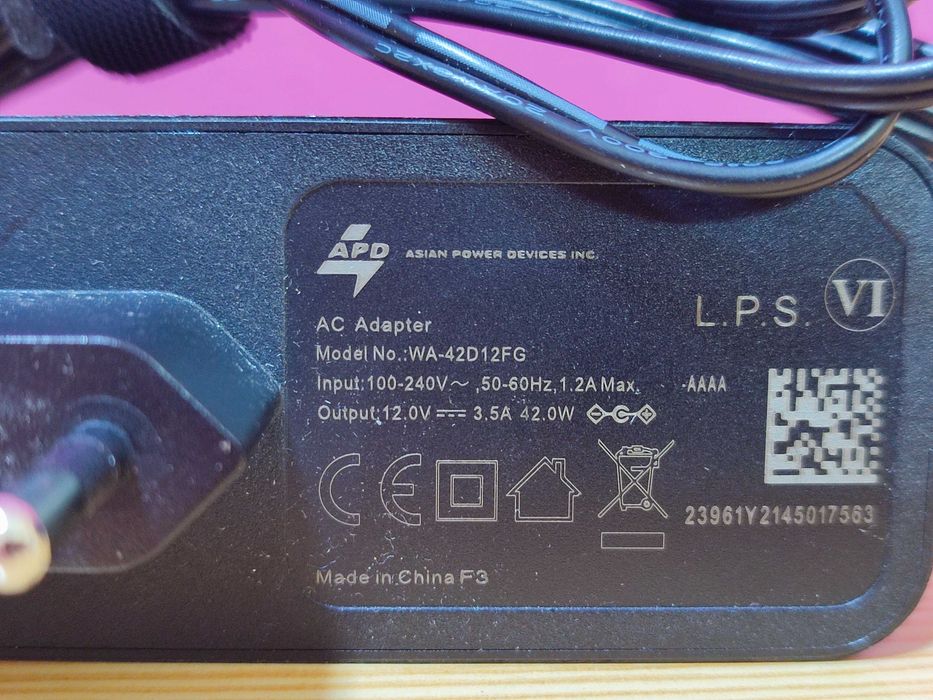 APD ASIAN POWER DEVICES INC.
L.P.S. VI
AC Adapter
Model No.:WA-42D12FG
Input:100-240V～ ,50-60Hz,1.2A Max. -AAAA
Output:12.0V ⎓ 3.5A 42.0W
CE
23961Y2145017563
Made in China F3